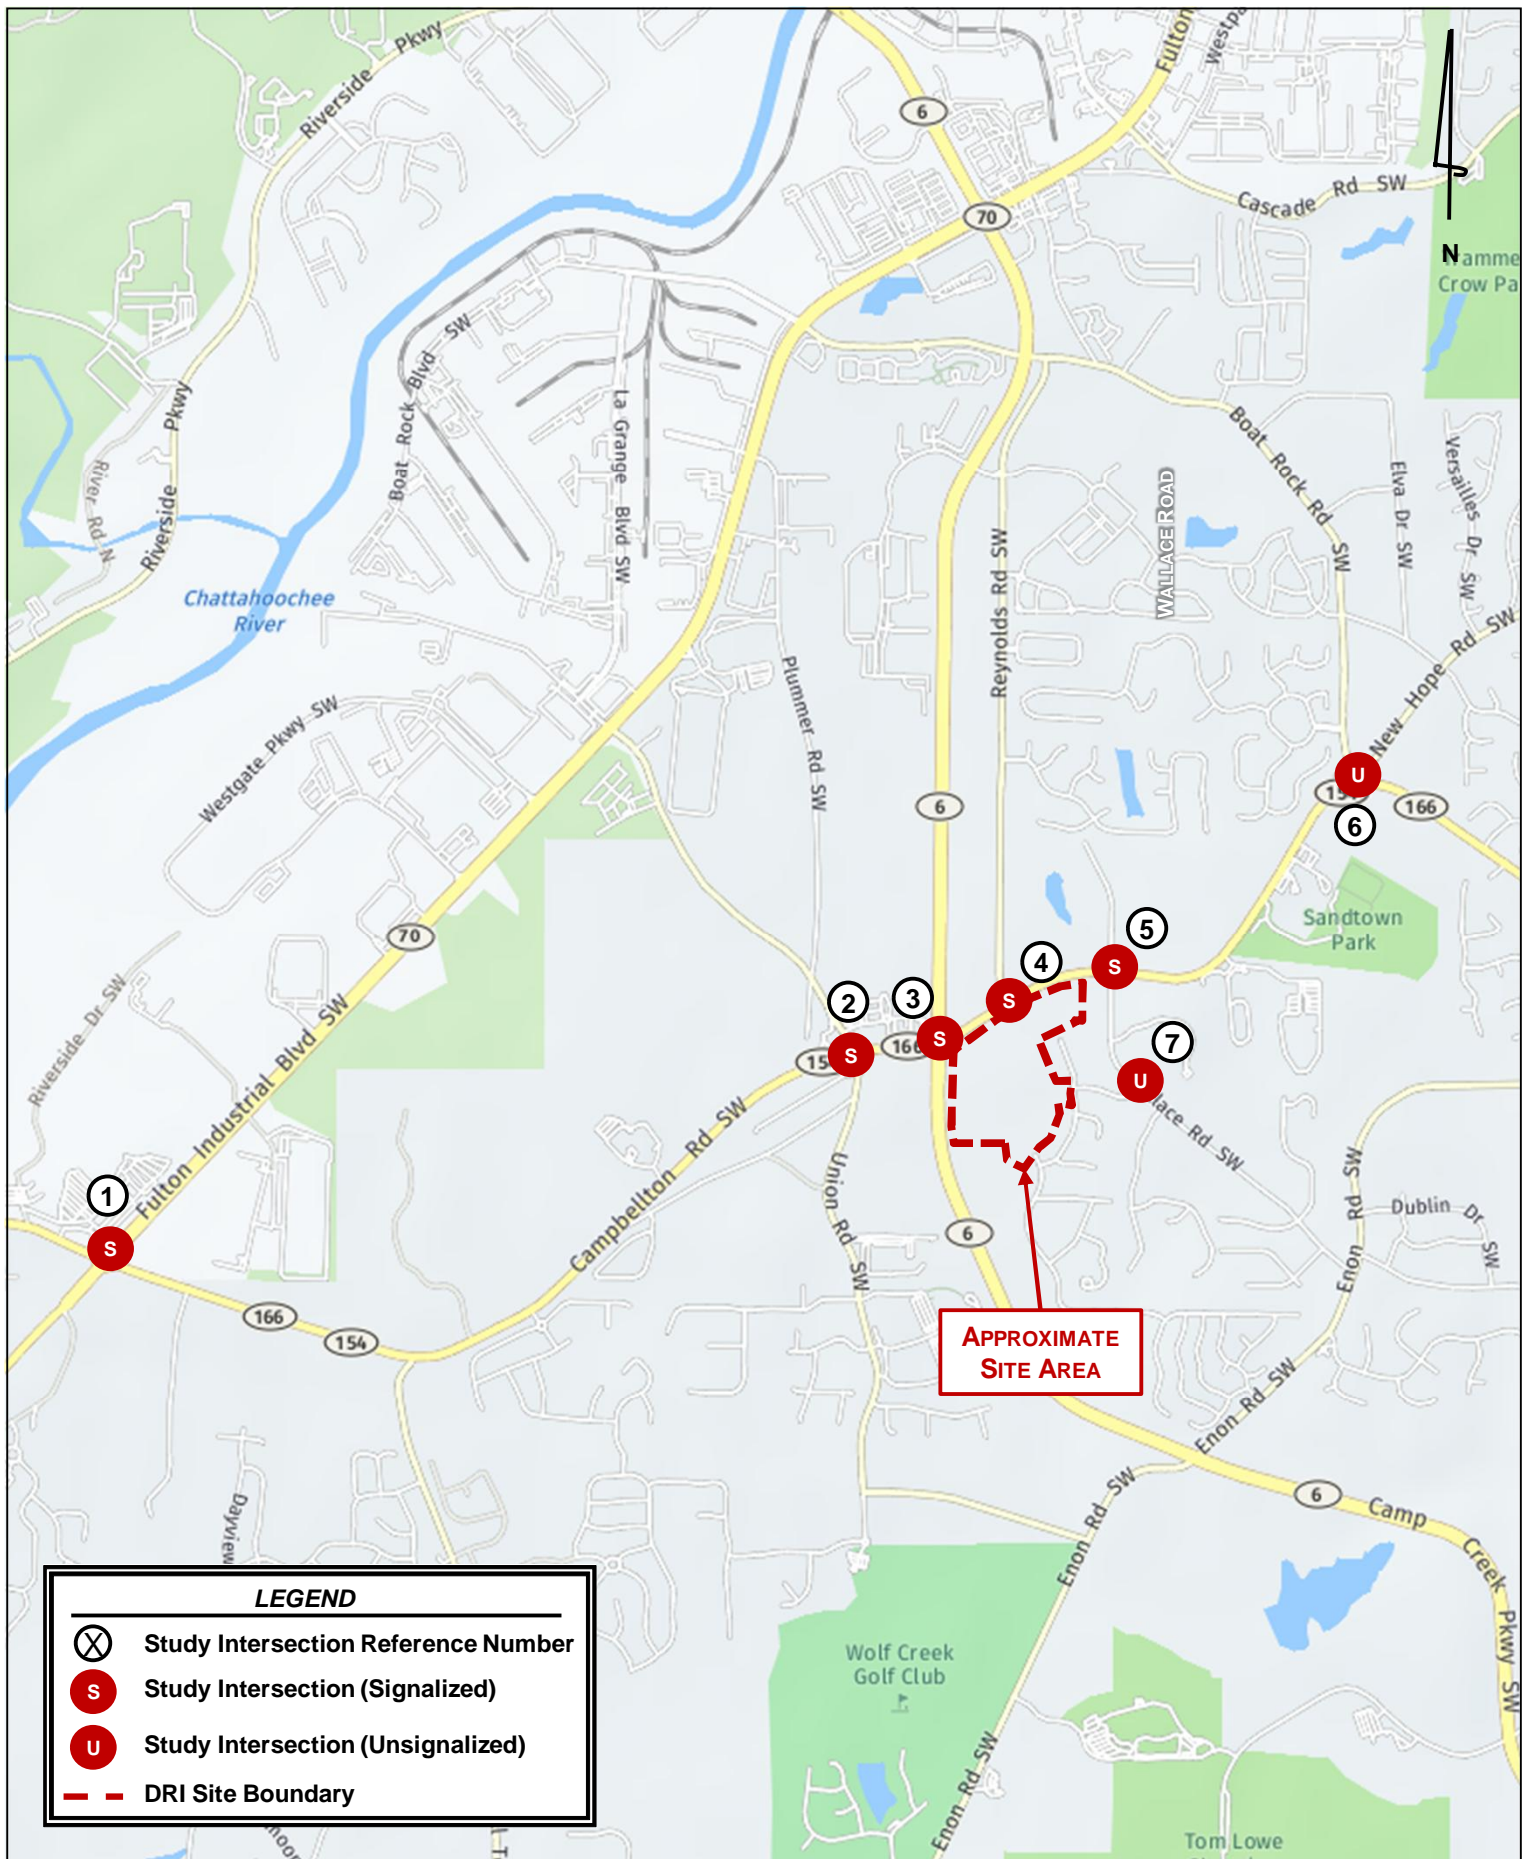 Riverside Pkwy
Fulton
6
70
Cascade Rd SW
N
Crow Pa
Boat Rock Blvd SW
Riverside Pkwy
River Rd N
La Grange Blvd SW
Boat Rock Rd SW
Elva Dr SW
Versailles Dr SW
WALLACE ROAD
Reynolds Rd SW
Chattahoochee
River
New Hope Rd SW
Plummer Rd SW
Westgate Pkwy SW
U
166
6
6
Sandtown
Park
70
5
S
4
S
3
S
2
S
166
7
U
Riverside Dr SW
Fulton Industrial Blvd SW
lace Rd SW
Campbellton Rd SW
Union Rd SW
Enon Rd SW
Dublin Dr SW
1
S
6
166
154
APPROXIMATE
SITE AREA
Enon Rd SW
Enon Rd SW
6
Camp Creek Pkwy SW
Dayview
Wolf Creek
Golf Club
Enon Rd SW
Tom Lowe
LEGEND
X Study Intersection Reference Number
S Study Intersection (Signalized)
U Study Intersection (Unsignalized)
DRI Site Boundary